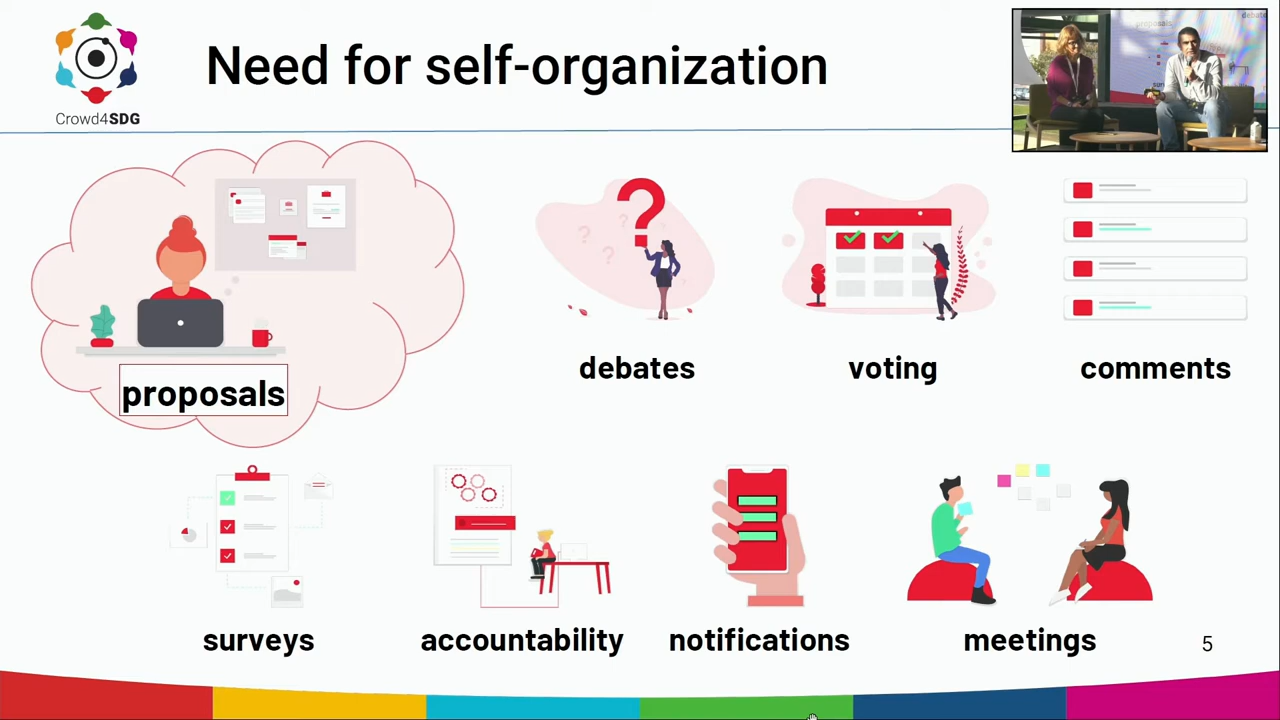 Need for self-organization
Crowd4SDG
proposals
debates
voting
comments
surveys
accountability
notifications
meetings
5